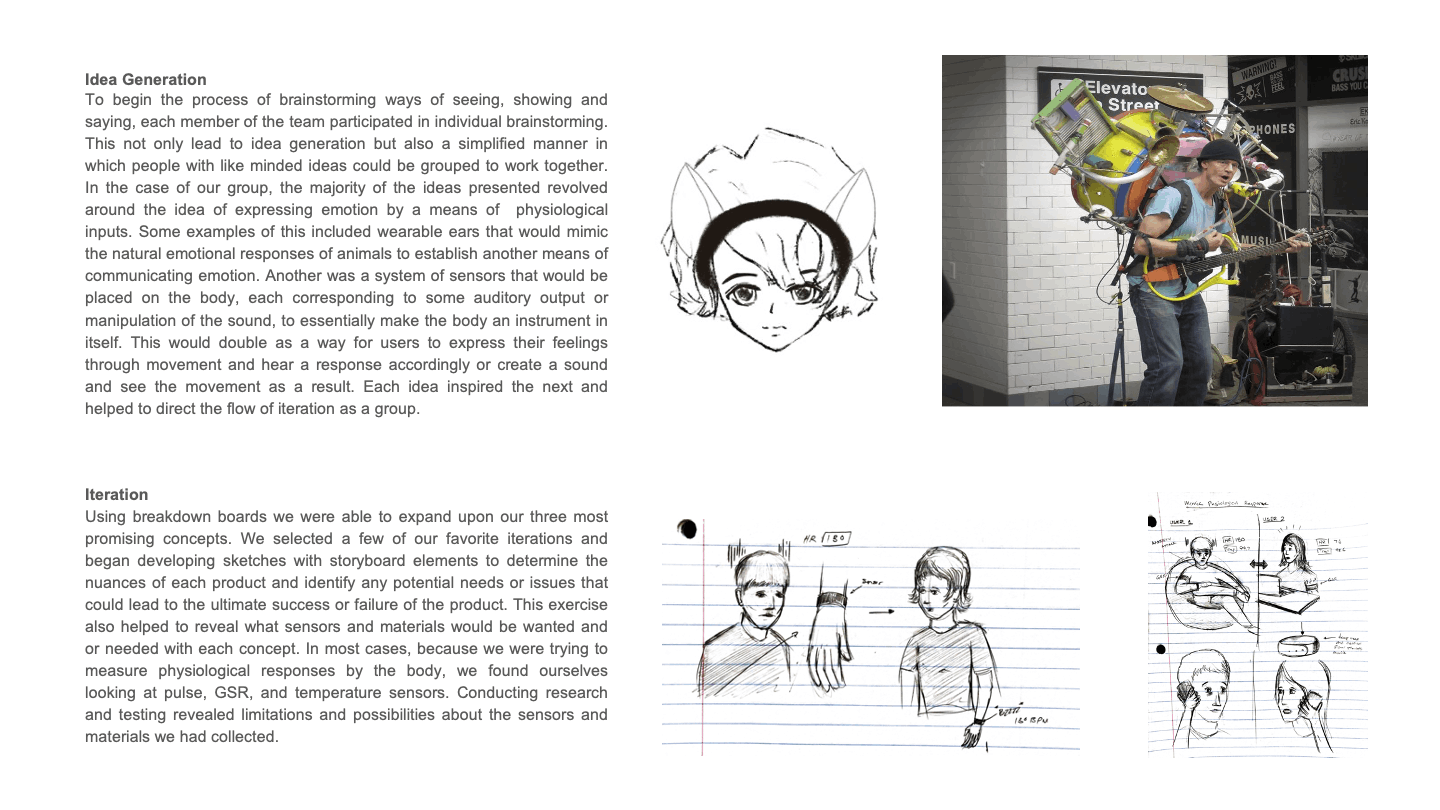 Idea Generation
To begin the process of brainstorming ways of seeing, showing and
saying, each member of the team participated in individual brainstorming.
This not only lead to idea generation but also a simplified manner in
which people with like minded ideas could be grouped to work together.
In the case of our group, the majority of the ideas presented revolved
around the idea of expressing emotion by a means of physiological
inputs. Some examples of this included wearable ears that would mimic
the natural emotional responses of animals to establish another means of
communicating emotion. Another was a system of sensors that would be
placed on the body, each corresponding to some auditory output or
manipulation of the sound, to essentially make the body an instrument in
itself. This would double as a way for users to express their feelings
through movement and hear a response accordingly or create a sound
and see the movement as a result. Each idea inspired the next and
helped to direct the flow of iteration as a group.
Elevato
Street
WARNING!
CRUS
PHONES
MUSI
Iteration
Using breakdown boards we were able to expand upon our three most
promising concepts. We selected a few of our favorite iterations and
began developing sketches with storyboard elements to determine the
nuances of each product and identify any potential needs or issues that
could lead to the ultimate success or failure of the product. This exercise
also helped to reveal what sensors and materials would be wanted and
or needed with each concept. In most cases, because we were trying to
measure physiological responses by the body, we found ourselves
looking at pulse, GSR, and temperature sensors. Conducting research
and testing revealed limitations and possibilities about the sensors and
materials we had collected.
HR 180
Sensor
BPM
USER 1
USER 2
HR 180
HR